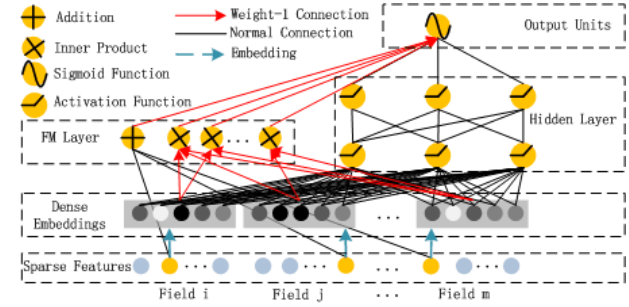 Addition
Inner Product
Sigmoid Function
Activation Function
Weight-1 Connection
Normal Connection
Embedding
Output Units
Hidden Layer
FM Layer
...
Dense
Embeddings
...
Sparse Features
... ... ... ...
Field i Field j ... Field m